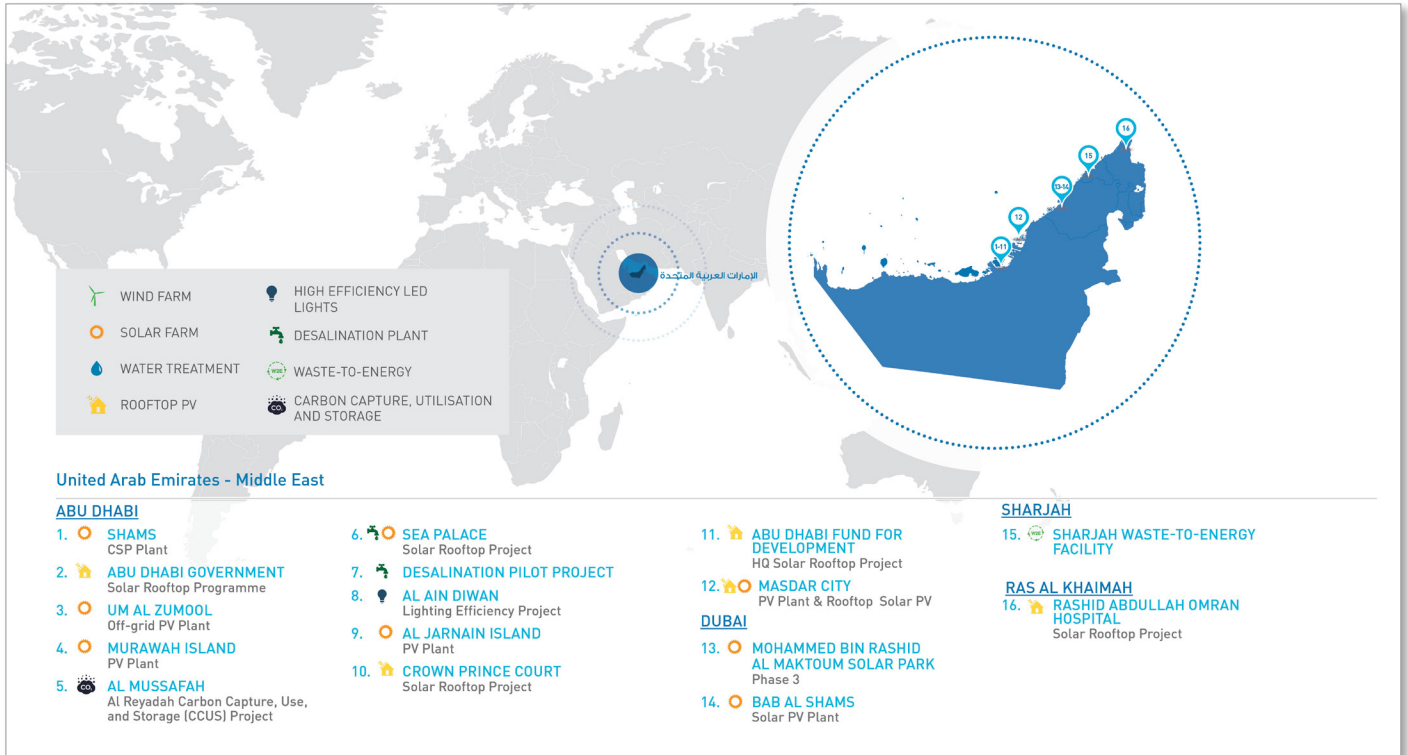 16
15
13-14
12
1-11
الإمارات العربية المتحدة
WIND FARM
SOLAR FARM
WATER TREATMENT
ROOFTOP PV
HIGH EFFICIENCY LED
LIGHTS
DESALINATION PLANT
W2E
WASTE-TO-ENERGY
CO₂
CARBON CAPTURE, UTILISATION
AND STORAGE
United Arab Emirates - Middle East
ABU DHABI
1. SHAMS
CSP Plant
2. ABU DHABI GOVERNMENT
Solar Rooftop Programme
3. UM AL ZUMOOL
Off-grid PV Plant
4. MURAWAH ISLAND
PV Plant
5. CO₂ AL MUSSAFAH
Al Reyadah Carbon Capture, Use,
and Storage (CCUS) Project
6. SEA PALACE
Solar Rooftop Project
7. DESALINATION PILOT PROJECT
8. AL AIN DIWAN
Lighting Efficiency Project
9. AL JARNAIN ISLAND
PV Plant
10. CROWN PRINCE COURT
Solar Rooftop Project
11. ABU DHABI FUND FOR
DEVELOPMENT
HQ Solar Rooftop Project
12. MASDAR CITY
PV Plant & Rooftop Solar PV
DUBAI
13. MOHAMMED BIN RASHID
AL MAKTOUM SOLAR PARK
Phase 3
14. BAB AL SHAMS
Solar PV Plant
SHARJAH
15. W2E SHARJAH WASTE-TO-ENERGY
FACILITY
RAS AL KHAIMAH
16. RASHID ABDULLAH OMRAN
HOSPITAL
Solar Rooftop Project